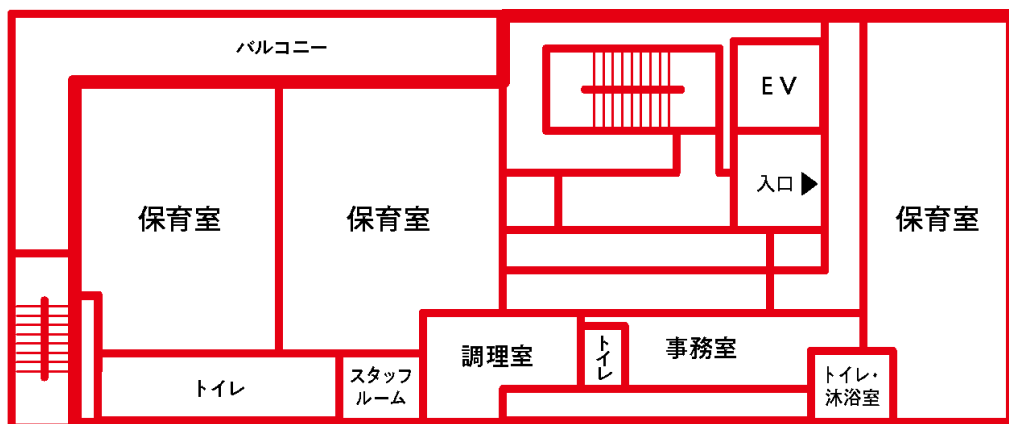 バルコニー
EV
入口▶
保育室
保育室
保育室
調理室
トイレ
事務室
トイレ
スタッフ
ルーム
トイレ・
沐浴室